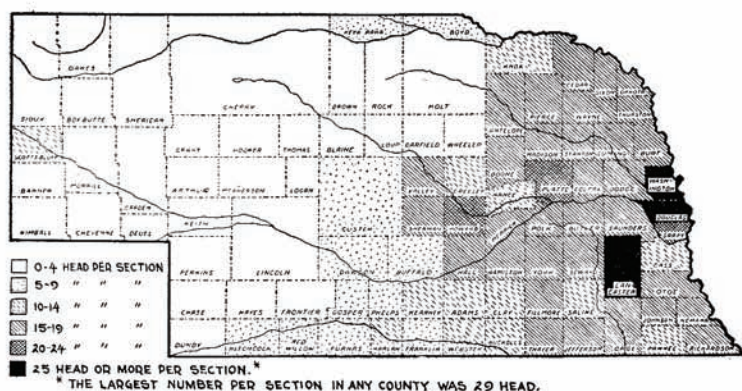 KEYA PAHA
BOYD
DAWES
KNOX
CEDAR
DIXON
DAKOTA
SIOUX
BOX BUTTE
SHERIDAN
CHERRY
BROWN
ROCK
HOLT
ANTELOPE
PIERCE
WAYNE
THURSTON
SCOTTSBLUFF
GRANT
HOOKER
THOMAS
BLAINE
LOUP
GARFIELD
WHEELER
MADISON
STANTON
BURT
BANNER
MORRILL
GARDEN
ARTHUR
MCPHERSON
LOGAN
VALLEY
GREELEY
BOONE
NANCE
PLATTE
COLFAX
DODGE
WASHINGTON
KIMBALL
CHEYENNE
DEUEL
KEITH
CUSTER
SHERMAN
HOWARD
MERRICK
POLK
BUTLER
SAUNDERS
DOUGLAS
SARPY
PERKINS
LINCOLN
DAWSON
BUFFALO
HALL
HAMILTON
YORK
SEWARD
LANCASTER
CASS
OTOE
CHASE
HAYES
FRONTIER
GOSPER
PHELPS
KEARNEY
ADAMS
CLAY
FILLMORE
SALINE
JOHNSON
NEMAHA
DUNDY
HITCHCOCK
RED WILLOW
FURNAS
HARLAN
FRANKLIN
WEBSTER
NUCKOLLS
THAYER
JEFFERSON
GAGE
PAWNEE
RICHARDSON
0-4 HEAD PER SECTION
5-9 " " "
10-14 " " "
15-19 " " "
20-24 " " "
25 HEAD OR MORE PER SECTION.*
* THE LARGEST NUMBER PER SECTION IN ANY COUNTY WAS 29 HEAD.